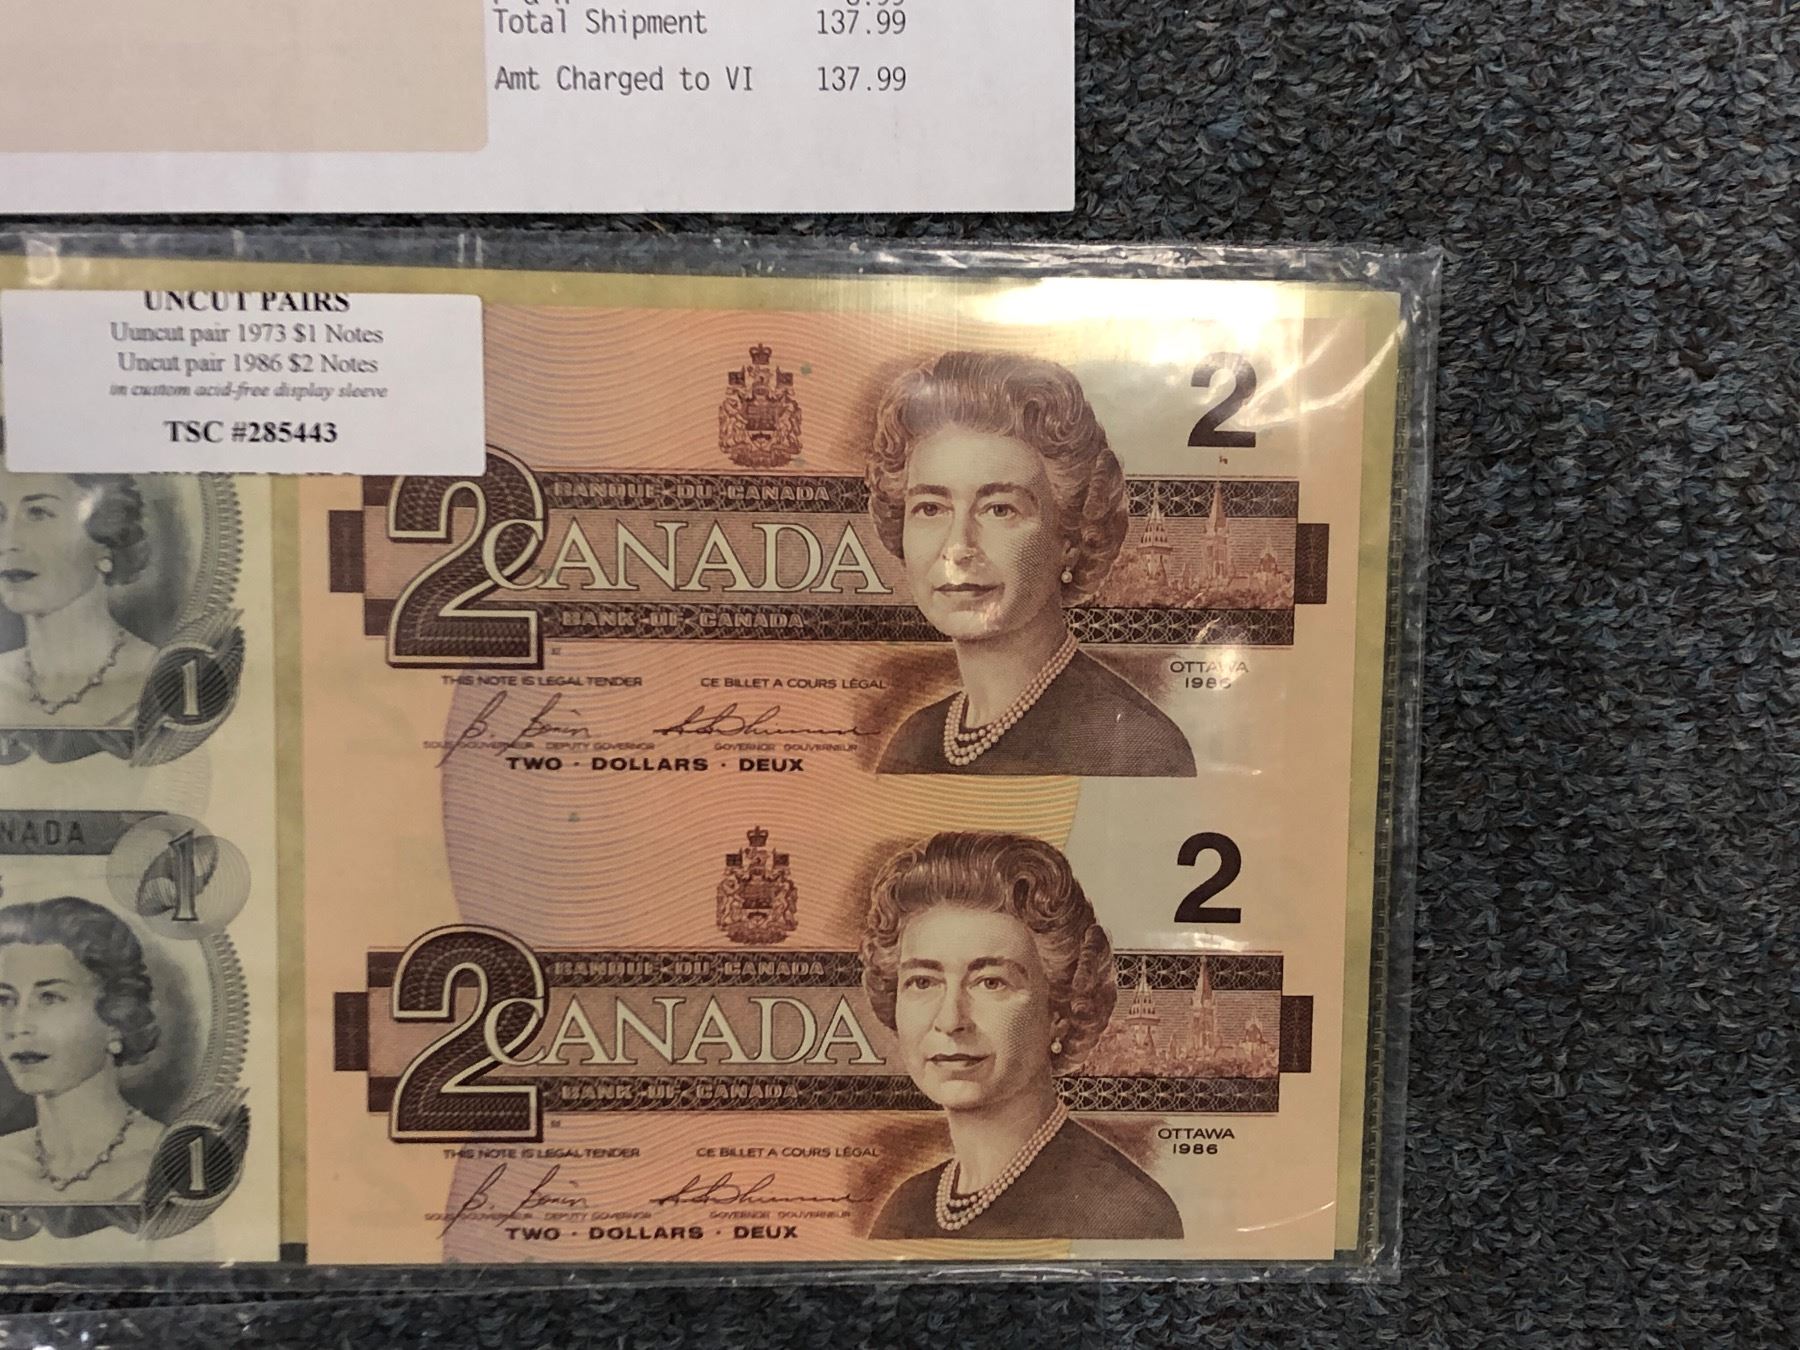 Total Shipment 137.99
Amt Charged to VI 137.99
UNCUT PAIRS
Uuncut pair 1973 $1 Notes
Uncut pair 1986 $2 Notes
in custom acid-free display sleeve
TSC #285443
2
2 BANQUE DU CANADA
CANADA
BANK OF CANADA
THIS NOTE IS LEGAL TENDER CE BILLET A COURS LÉGAL
OTTAWA
1986
SOUS-GOUVERNEUR DEPUTY GOVERNOR GOVERNOR GOUVERNEUR
TWO · DOLLARS · DEUX
2
2 BANQUE DU CANADA
CANADA
BANK OF CANADA
THIS NOTE IS LEGAL TENDER CE BILLET A COURS LÉGAL
OTTAWA
1986
SOUS-GOUVERNEUR DEPUTY GOVERNOR GOVERNOR GOUVERNEUR
TWO · DOLLARS · DEUX
1
NADA
1
1